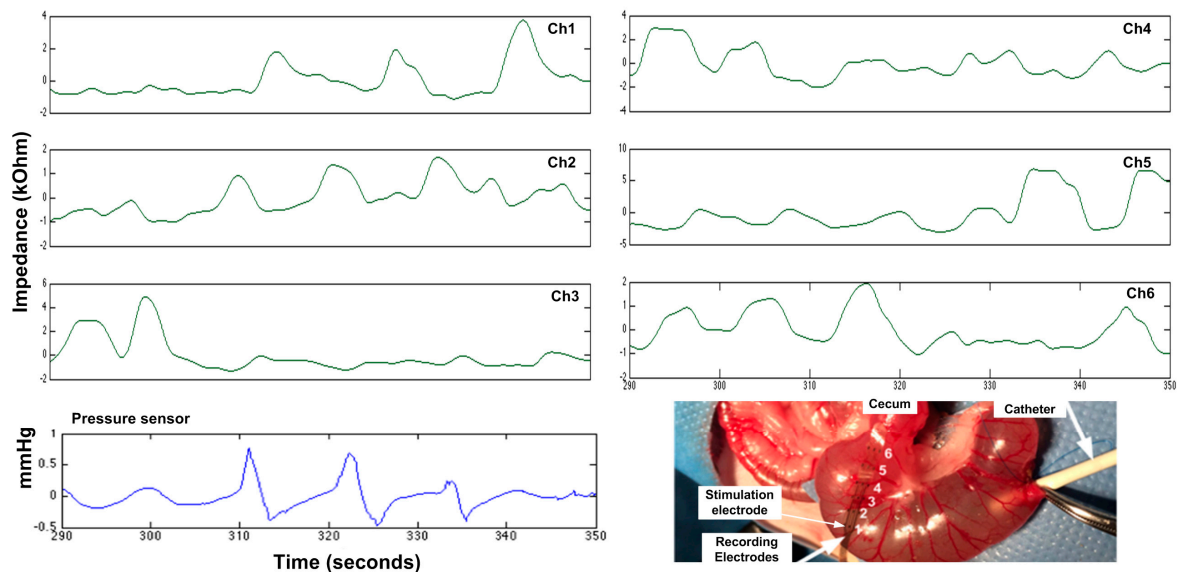 Impedance (kOhm)
Ch1
4
2
0
-2
Ch2
2
1
0
-1
-2
Ch3
6
4
2
0
-2
Ch4
4
2
0
-2
-4
Ch5
10
5
0
-5
Ch6
2
1
0
-1
-2
290 300 310 320 330 340 350
Pressure sensor
mmHg
1
0.5
0
-0.5
290 300 310 320 330 340 350
Time (seconds)
Cecum
Catheter
6
5
4
3
2
1
Stimulation
electrode
Recording
Electrodes